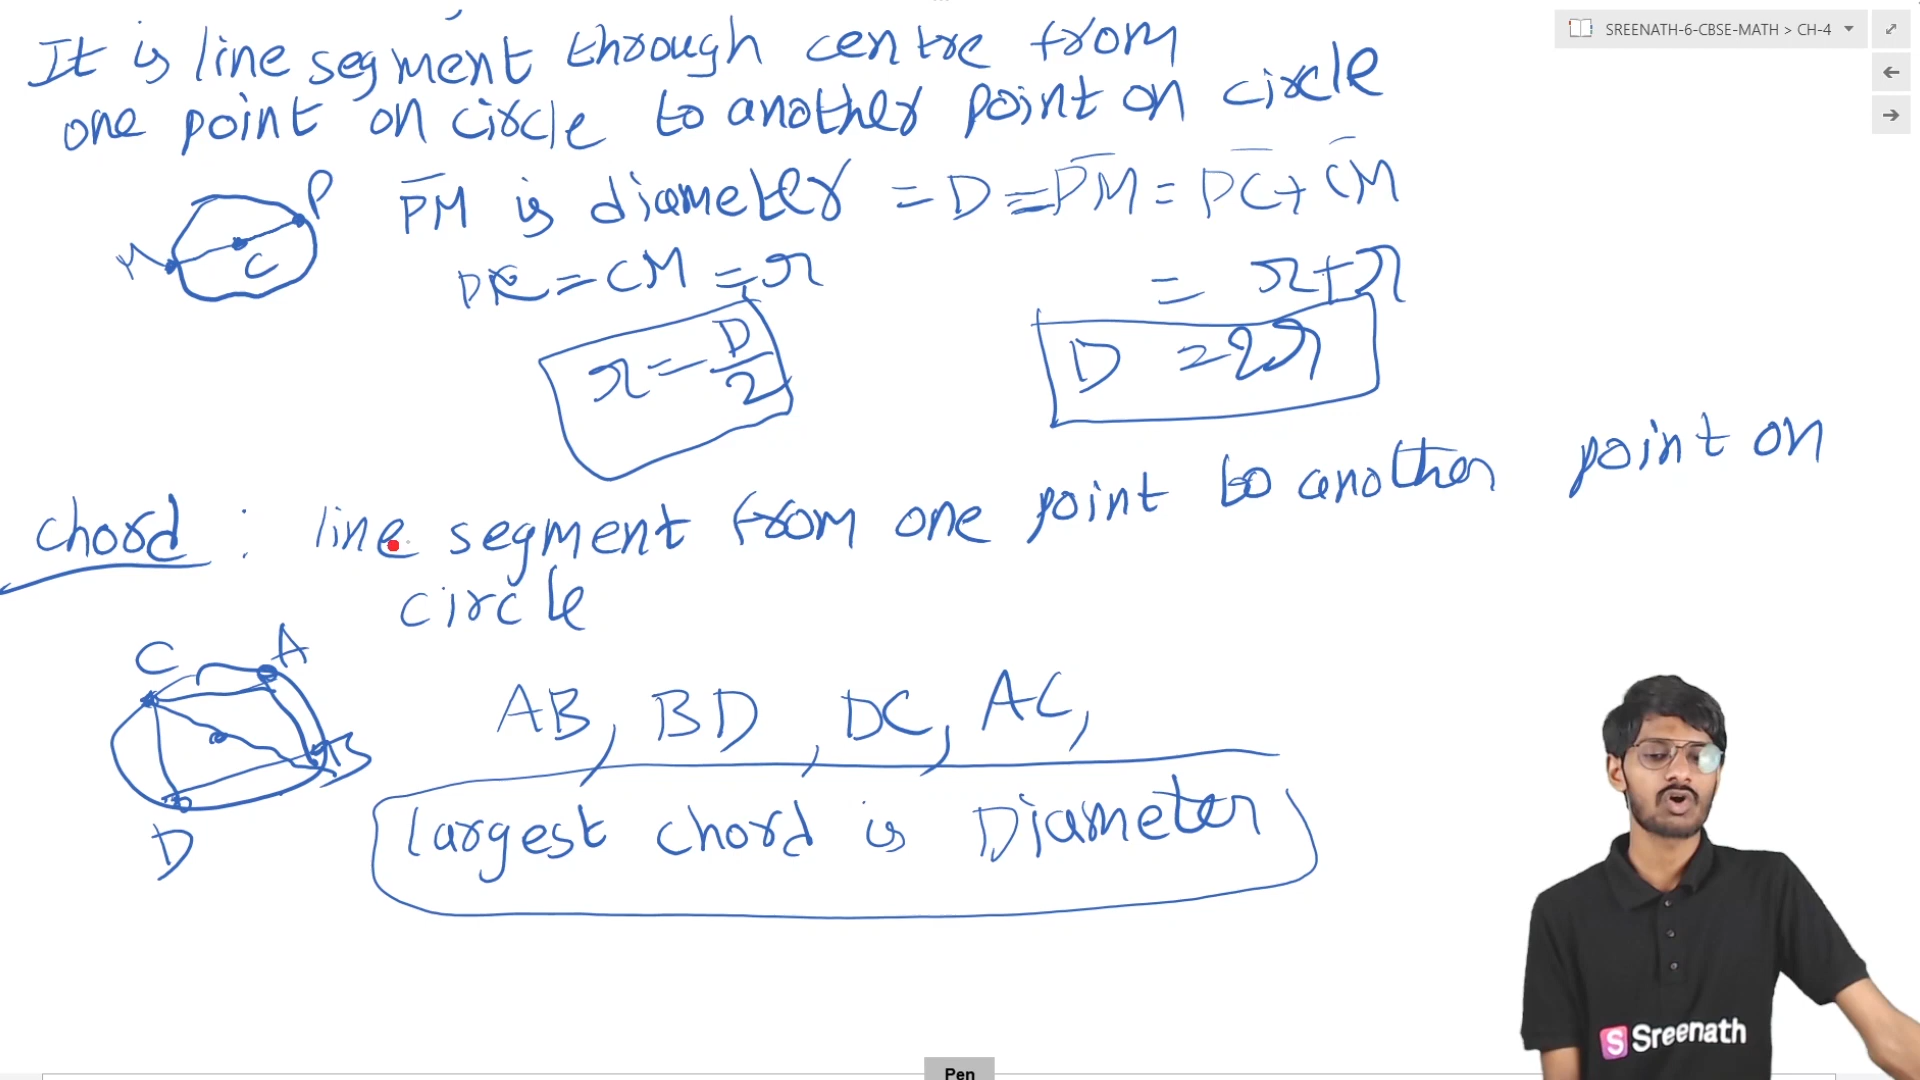 SREENATH-6-CBSE-MATH > CH-4
It is line segment through centre from
one point on circle to another point on circle
P
M
C
PM is diameter = D = PM = PC + CM
PC = CM = r
= r + r
r = D/2
D = 2r
chord : line segment from one point to another point on
circle
C
A
B
D
AB, BD, DC, AC,
largest chord is Diameter
Sreenath
Pen